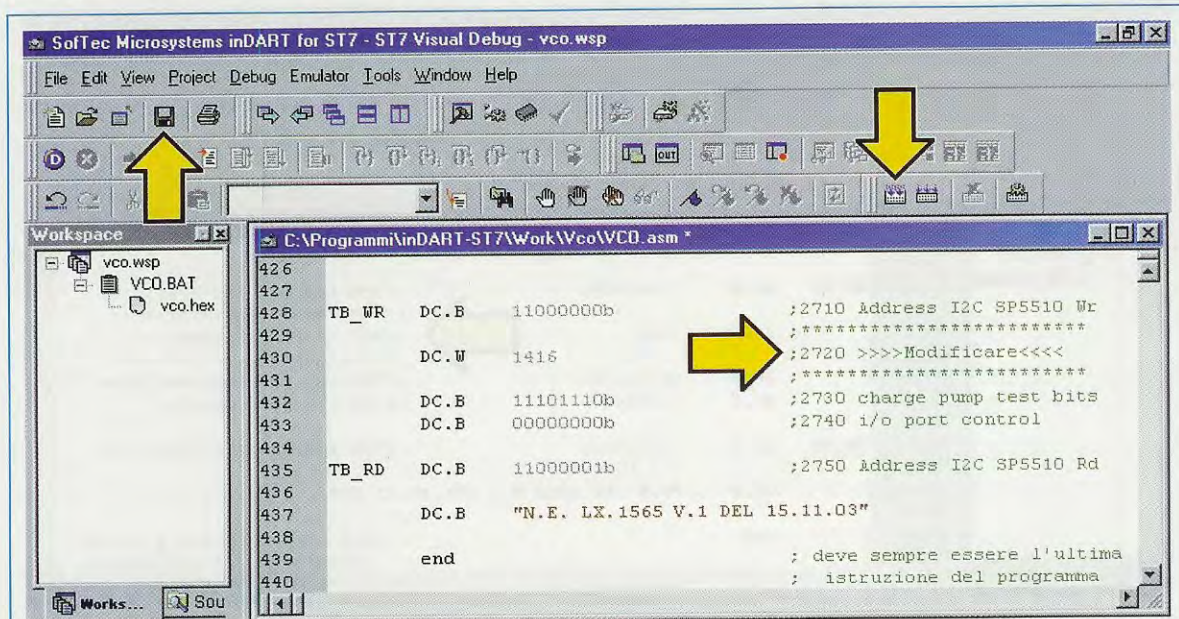 SofTec Microsystems inDART for ST7 - ST7 Visual Debug - vco.wsp
File Edit View Project Debug Emulator Tools Window Help
OUT
Workspace
vco.wsp
VCO.BAT
vco.hex
Works...
Sou
C:\Programmi\inDART-ST7\Work\Vco\VCO.asm *
426
427
428 TB_WR DC.B 11000000b ;2710 Address I2C SP5510 Wr
429 ;*************************
430 DC.W 1416 ;2720 >>>>Modificare<<<<
431 ;*************************
432 DC.B 11101110b ;2730 charge pump test bits
433 DC.B 00000000b ;2740 i/o port control
434
435 TB_RD DC.B 11000001b ;2750 Address I2C SP5510 Rd
436
437 DC.B "N.E. LX.1565 V.1 DEL 15.11.03"
438
439 end ; deve sempre essere l'ultima
440 ; istruzione del programma